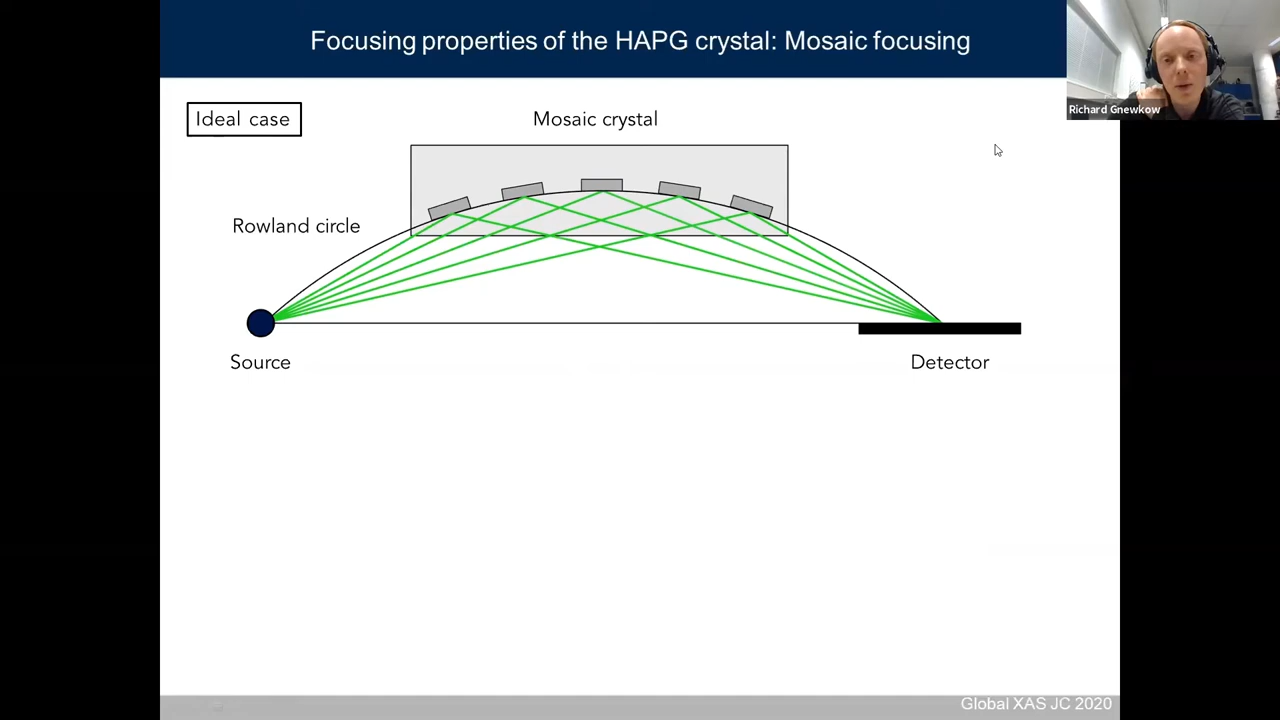 Focusing properties of the HAPG crystal: Mosaic focusing
Richard Gnewkow
Ideal case
Mosaic crystal
Rowland circle
Source
Detector
Global XAS JC 2020